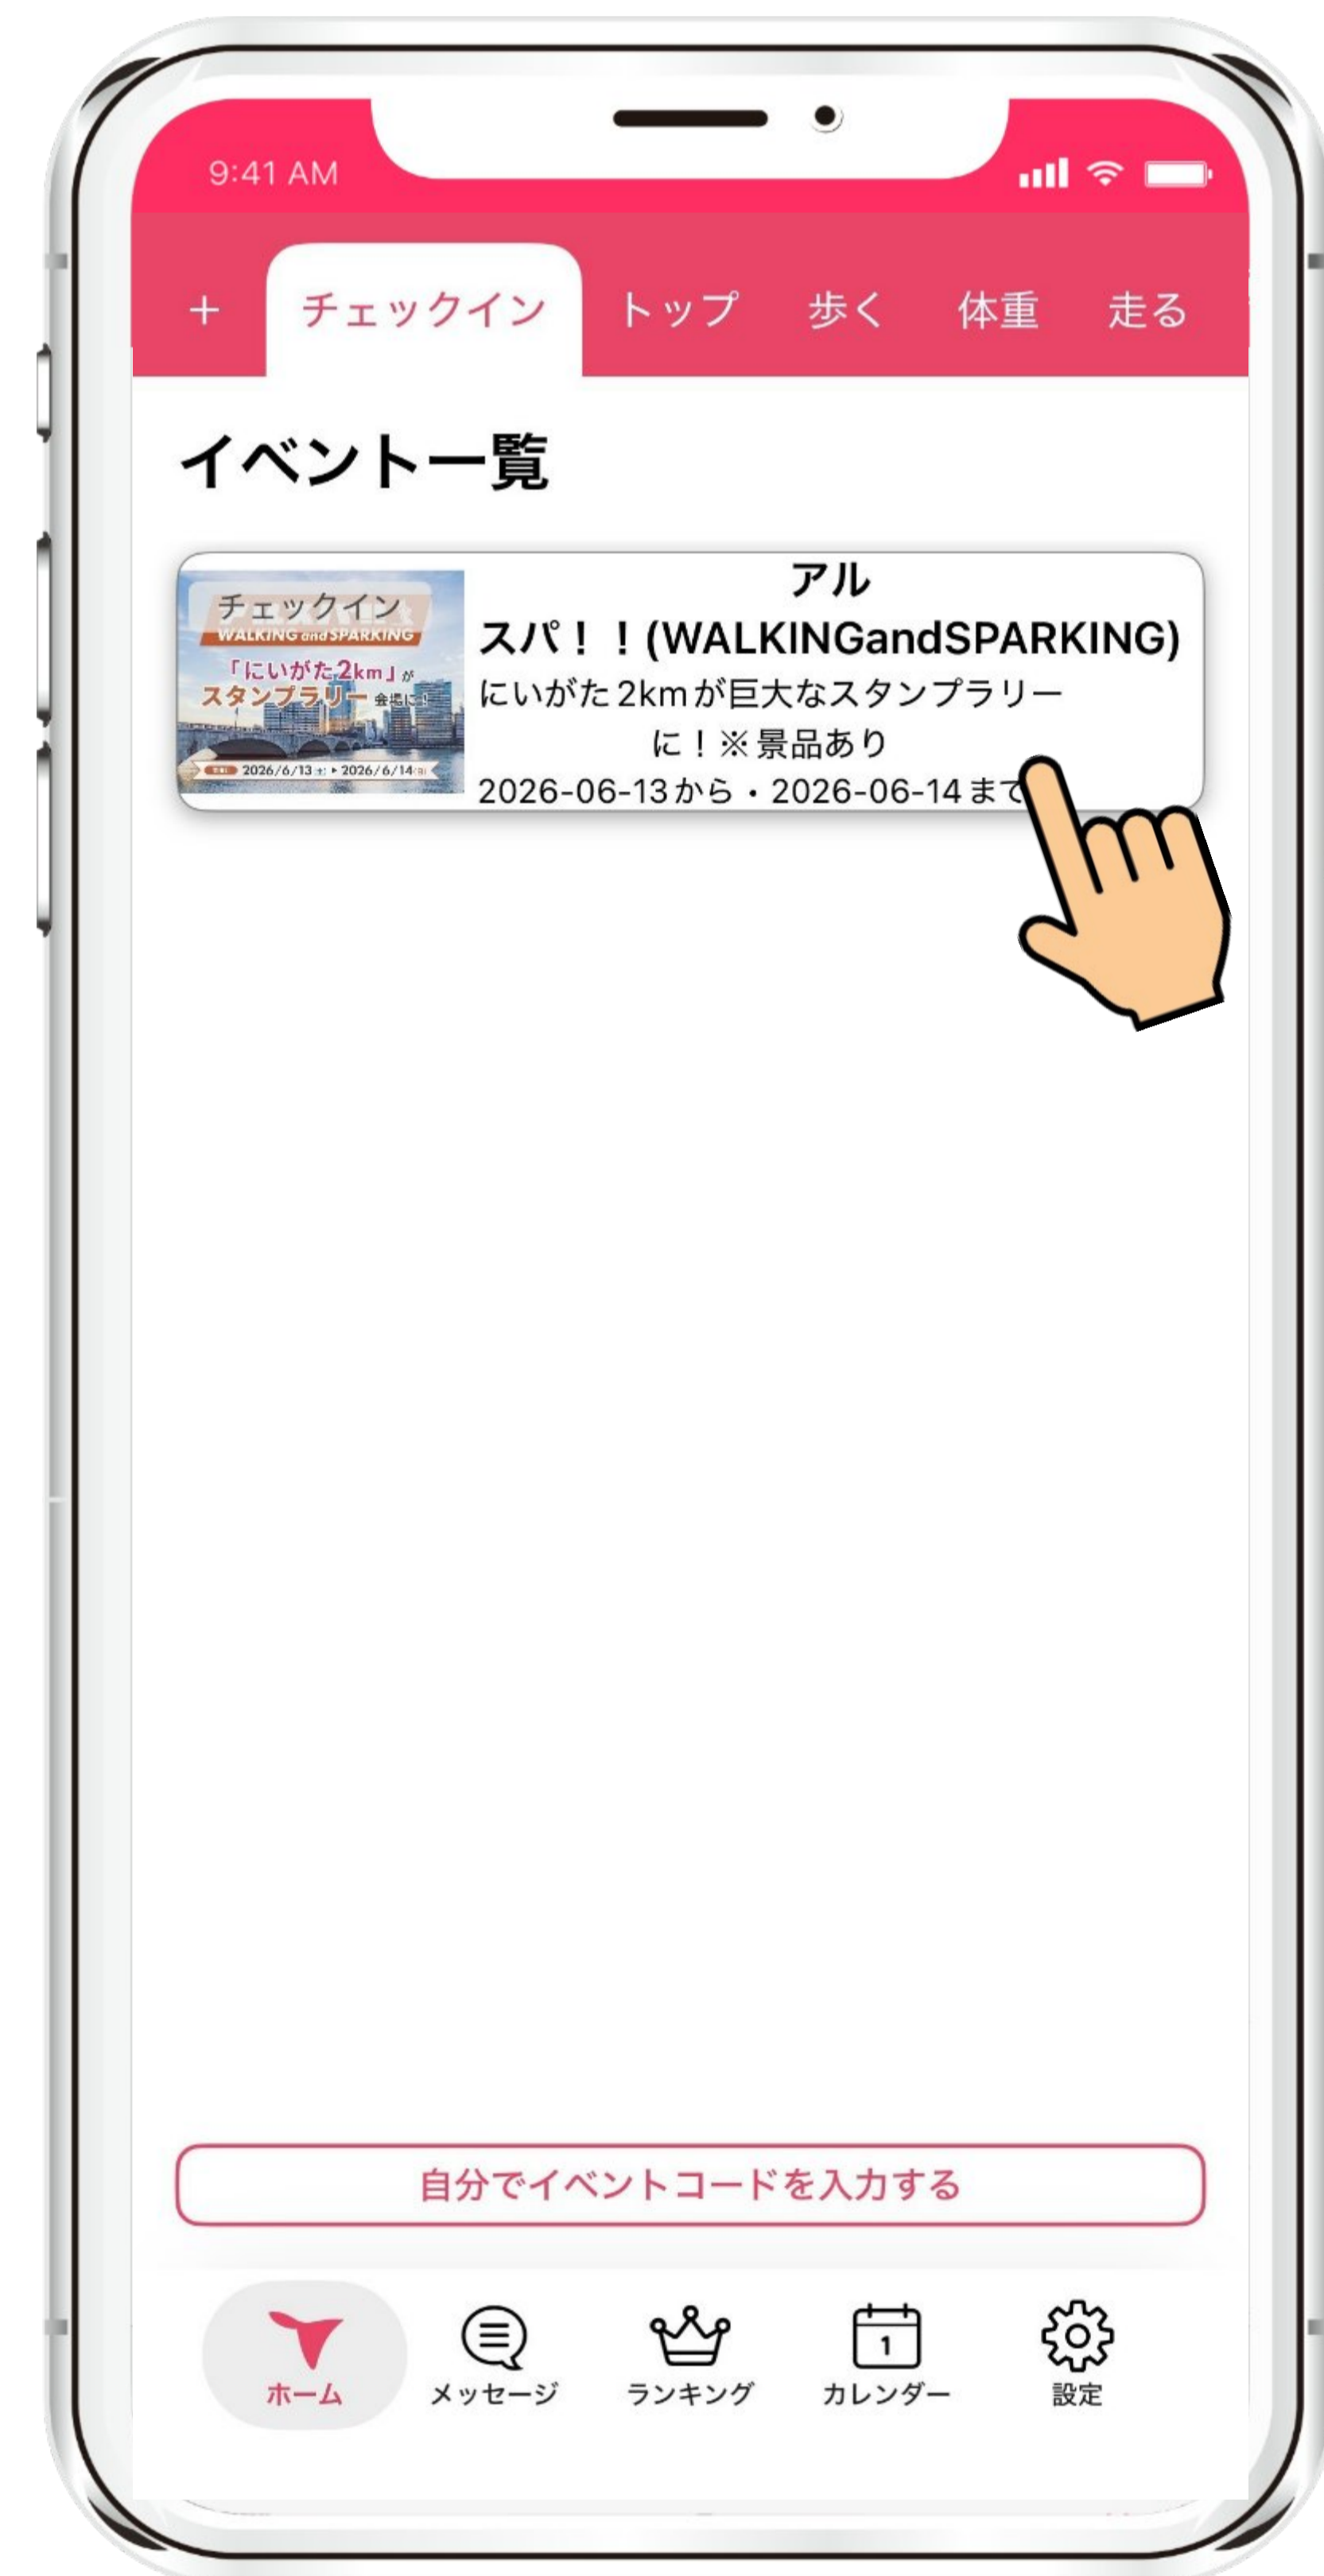 9:41 AM
+ チェックイン トップ 歩く 体重 走る
イベント一覧
チェックイン
WALKING and SPARKING
「にいがた2km」が
スタンプラリー会場に!
2026/6/13(土) 2026/6/14(日)
アル
スパ！！(WALKINGandSPARKING)
にいがた2kmが巨大なスタンプラリー
に！※景品あり
2026-06-13から・2026-06-14まで
自分でイベントコードを入力する
1
ホーム メッセージ ランキング カレンダー 設定